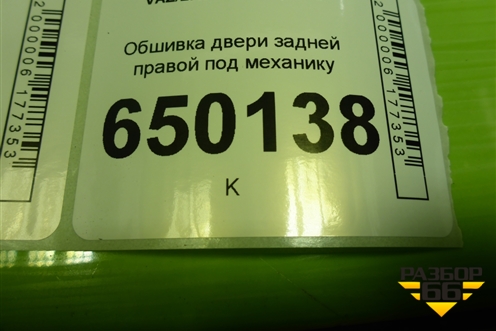 Обшивка двери задней
правой под механику
650138
К
2000006177353
2000006177353
РАЗБОР
66